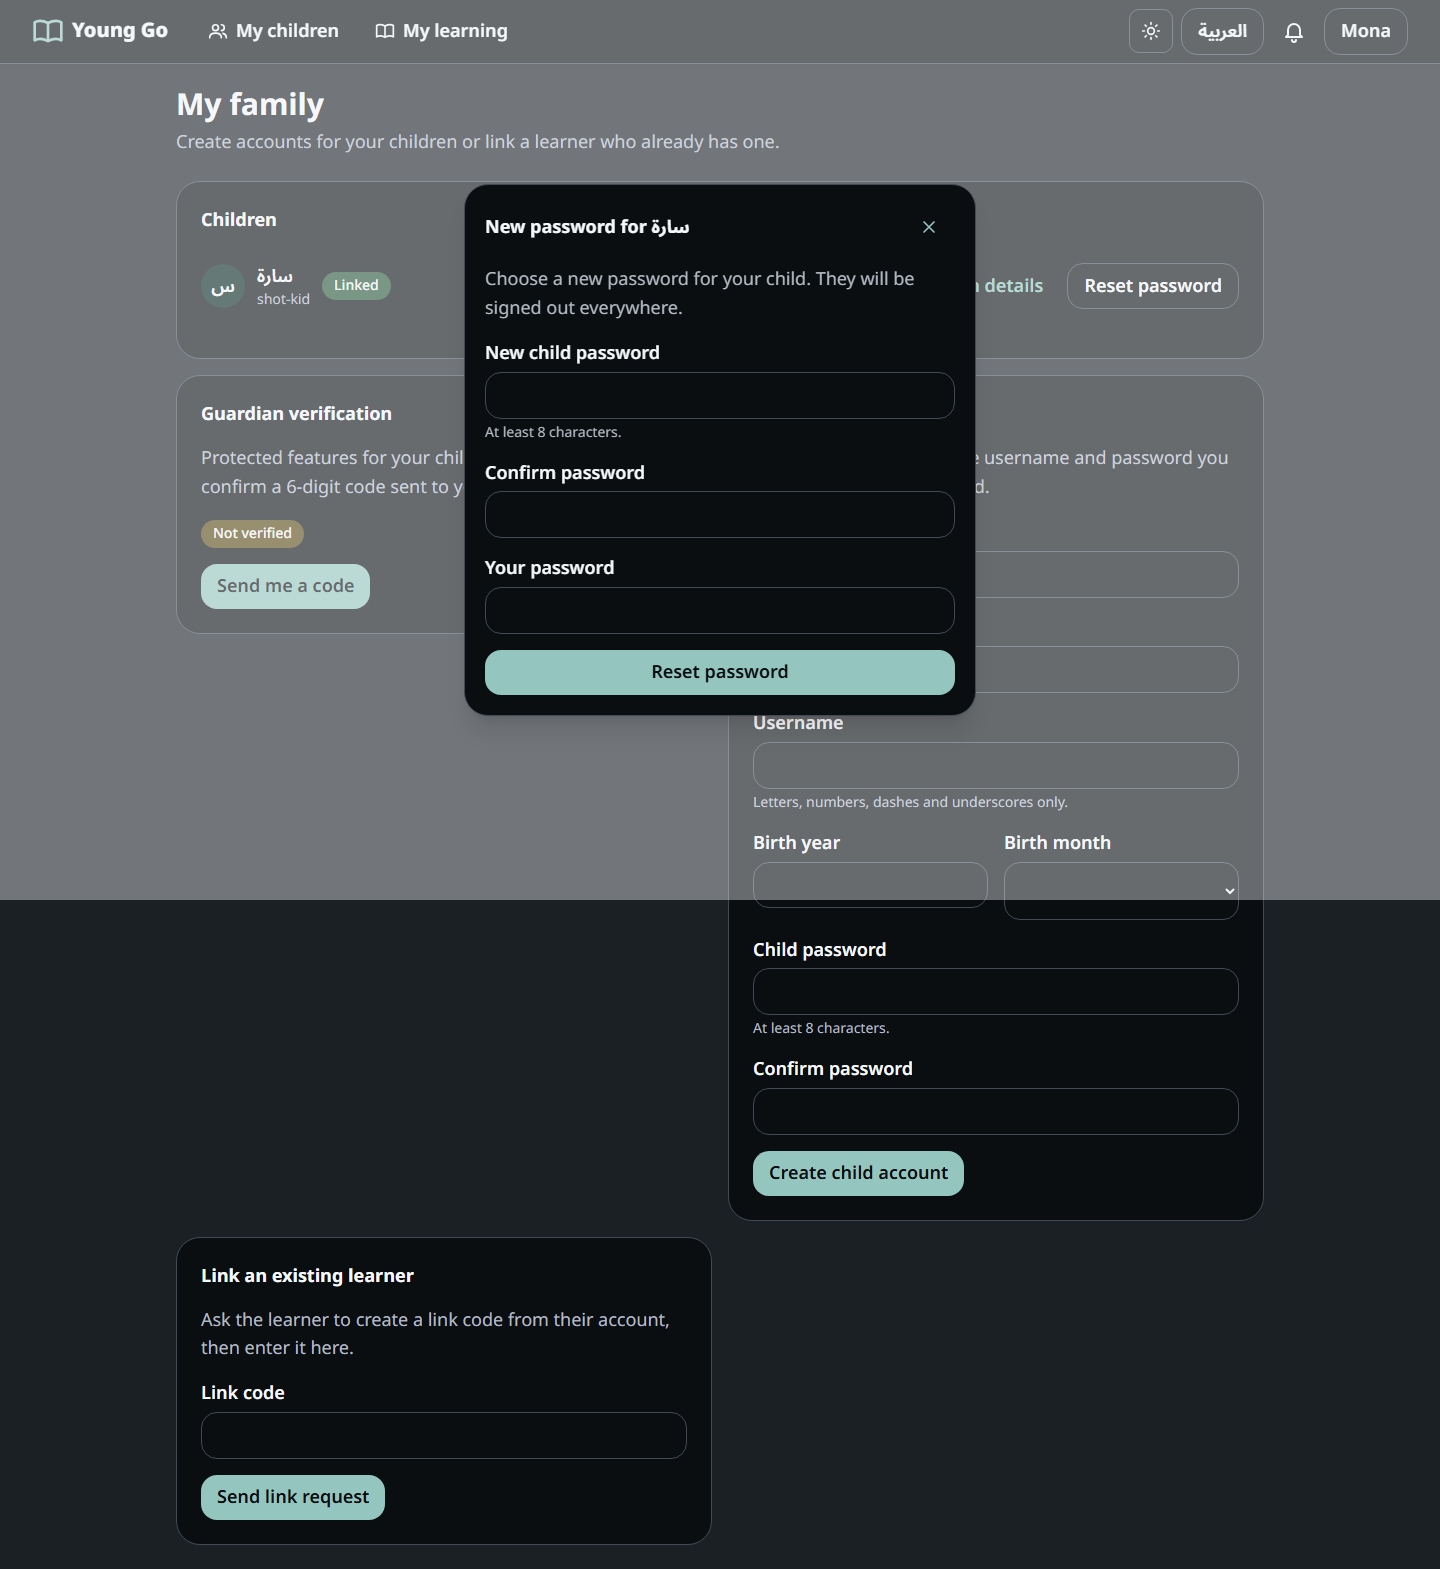 Young Go
My children
My learning
العربية
Mona
My family
Create accounts for your children or link a learner who already has one.
Children
س
سارة
shot-kid
Linked
details
Reset password
New password for سارة
Choose a new password for your child. They will be
signed out everywhere.
New child password
At least 8 characters.
Confirm password
Your password
Reset password
Guardian verification
Protected features for your chil
confirm a 6-digit code sent to y
Not verified
Send me a code
username and password you
d.
Username
Letters, numbers, dashes and underscores only.
Birth year
Birth month
Child password
At least 8 characters.
Confirm password
Create child account
Link an existing learner
Ask the learner to create a link code from their account,
then enter it here.
Link code
Send link request